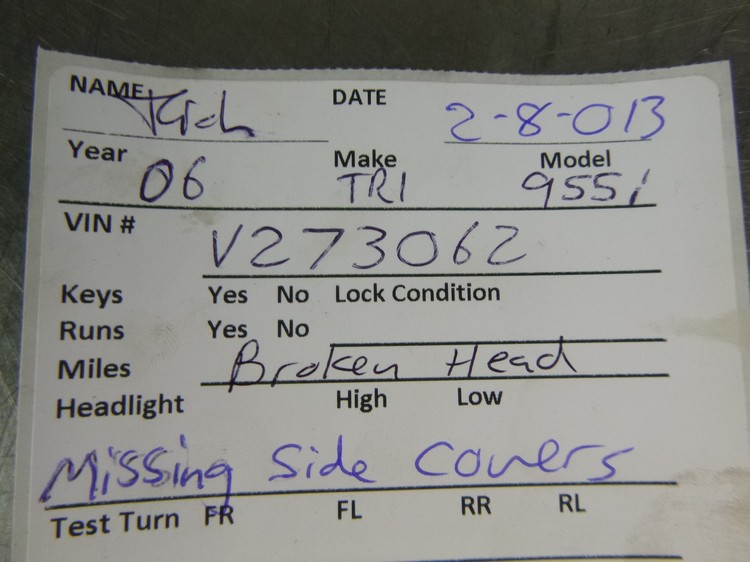 NAME Rich DATE 2-8-013
Year 06 Make TRI Model 955i
VIN # V273062
Keys Yes No Lock Condition
Runs Yes No
Miles Broken Head
Headlight High Low
Missing Side Covers
Test Turn FR FL RR RL